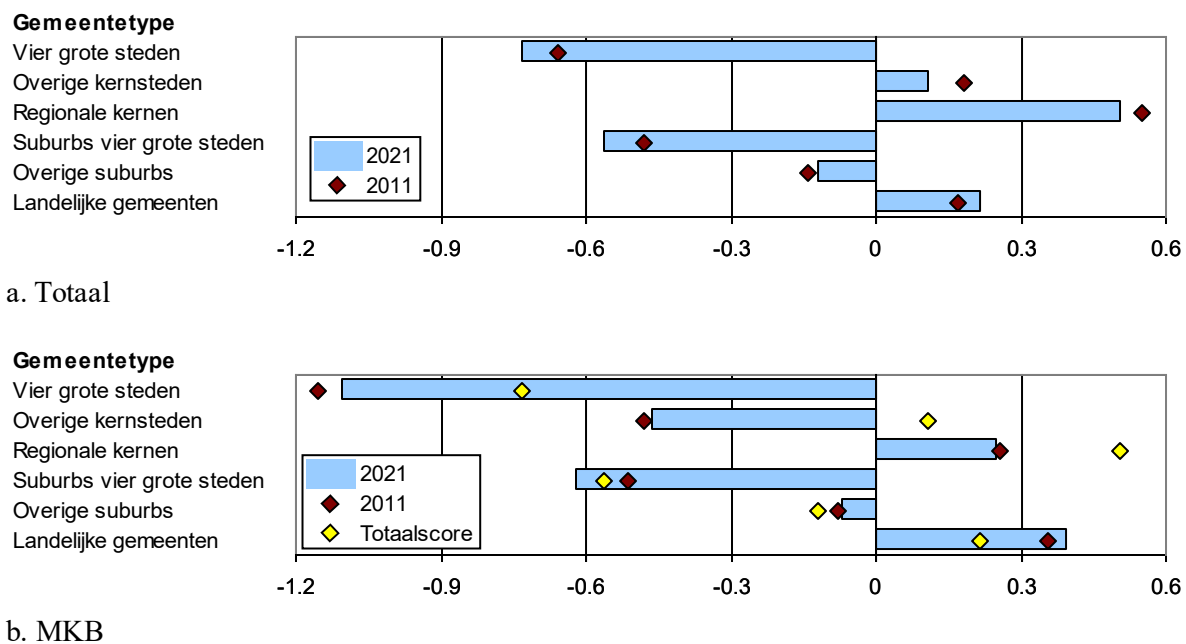 Gemeentetype
Vier grote steden
Overige kernsteden
Regionale kernen
Suburbs vier grote steden
Overige suburbs
Landelijke gemeenten
2021
2011
-1.2 -0.9 -0.6 -0.3 0 0.3 0.6
a. Totaal
Gemeentetype
Vier grote steden
Overige kernsteden
Regionale kernen
Suburbs vier grote steden
Overige suburbs
Landelijke gemeenten
2021
2011
Totaalscore
-1.2 -0.9 -0.6 -0.3 0 0.3 0.6
b. MKB